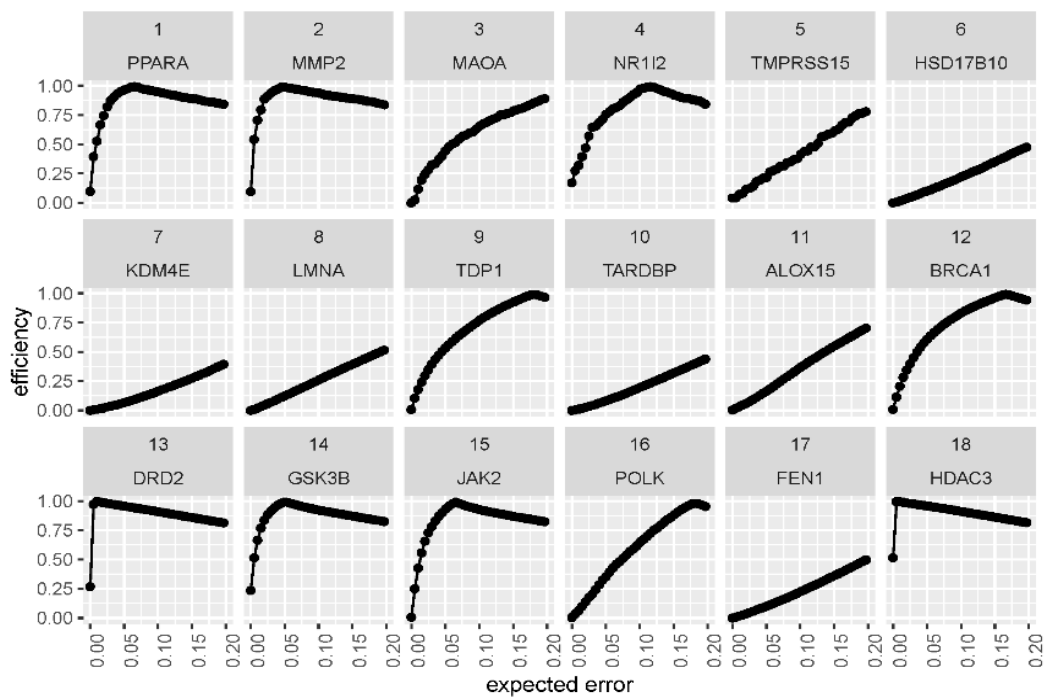 1 2 3 4 5 6
PPARA MMP2 MAOA NR1I2 TMPRSS15 HSD17B10
1.00
0.75
0.50
0.25
0.00
7 8 9 10 11 12
KDM4E LMNA TDP1 TARDBP ALOX15 BRCA1
1.00
0.75
0.50
0.25
0.00
efficiency
13 14 15 16 17 18
DRD2 GSK3B JAK2 POLK FEN1 HDAC3
1.00
0.75
0.50
0.25
0.00
0.00 0.05 0.10 0.15 0.20 0.00 0.05 0.10 0.15 0.20 0.00 0.05 0.10 0.15 0.20 0.00 0.05 0.10 0.15 0.20 0.00 0.05 0.10 0.15 0.20 0.00 0.05 0.10 0.15 0.20
expected error